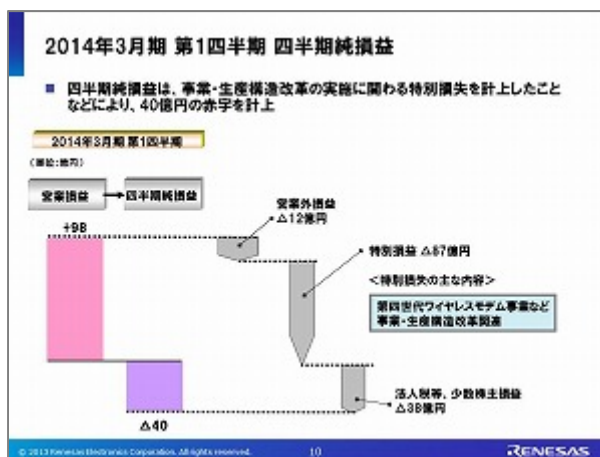 2014年3月期 第1四半期 四半期純損益
■ 四半期純損益は、事業・生産構造改革の実施に関わる特別損失を計上したこと
などにより、40億円の赤字を計上
2014年3月期 第1四半期
(単位:億円)
営業損益
四半期純損益
+98
営業外損益
△12億円
特別損益 △87億円
<特別損失の主な内容>
第四世代ワイヤレスモデム事業など
事業・生産構造改革関連
法人税等、少数株主損益
△38億円
△40
© 2013 Renesas Electronics Corporation. All rights reserved.
10
RENESAS